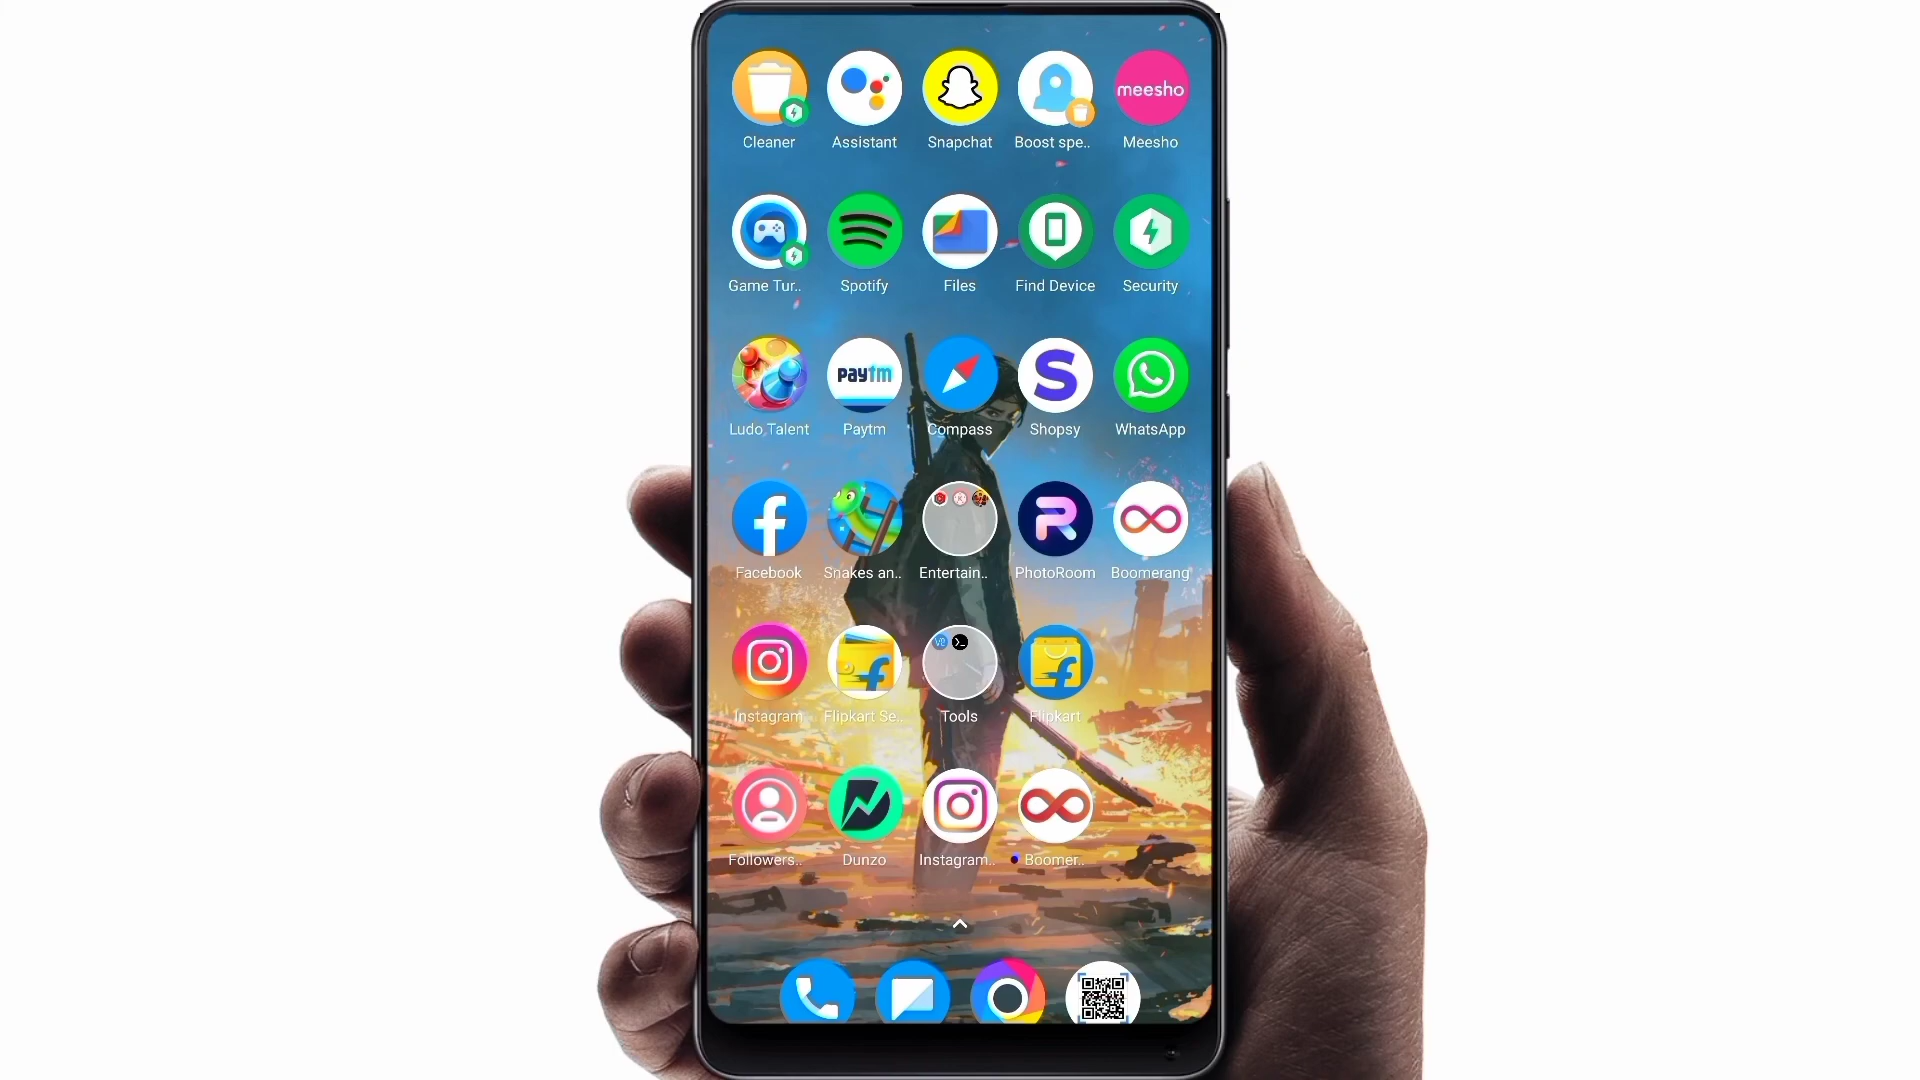 meesho
Cleaner Assistant Snapchat Boost spe.. Meesho
Game Tur.. Spotify Files Find Device Security
paytm S
Ludo Talent Paytm Compass Shopsy WhatsApp
Facebook Snakes an.. Entertain.. PhotoRoom Boomerang
Instagram Flipkart Se.. Tools Flipkart
Followers.. Dunzo Instagram.. Boomer..